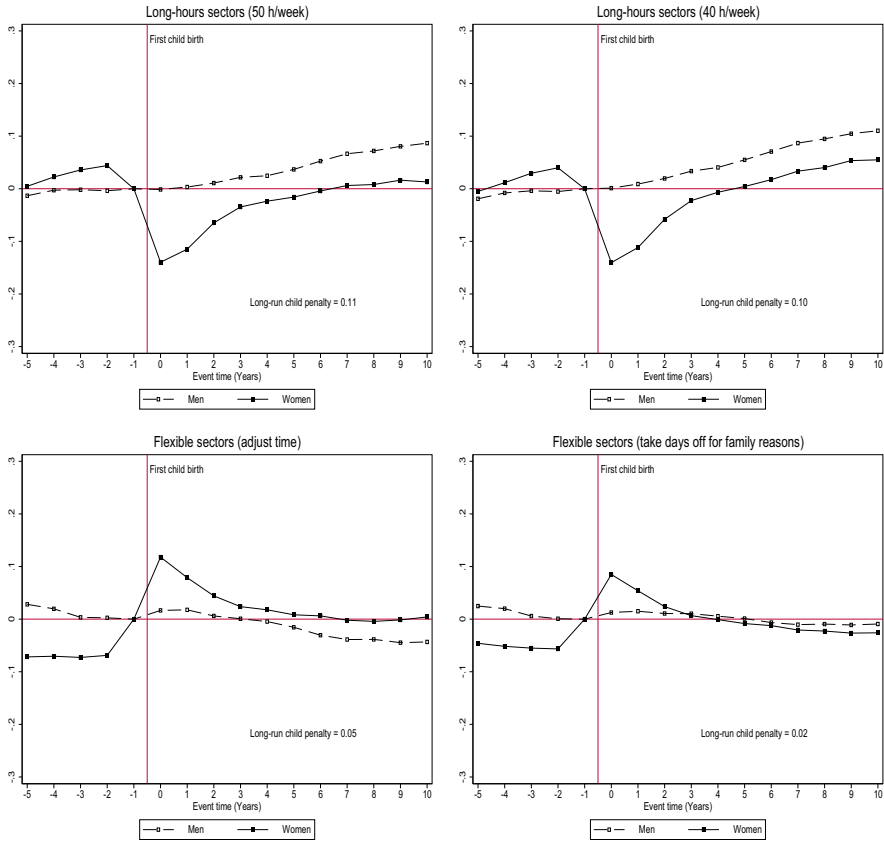 Long-hours sectors (50 h/week)
.3
.2
.1
0
-.1
-.2
-.3
First child birth
Long-run child penalty = 0.11
-5 -4 -3 -2 -1 0 1 2 3 4 5 6 7 8 9 10
Event time (Years)
Men Women
Long-hours sectors (40 h/week)
.3
.2
.1
0
-.1
-.2
-.3
First child birth
Long-run child penalty = 0.10
-5 -4 -3 -2 -1 0 1 2 3 4 5 6 7 8 9 10
Event time (Years)
Men Women
Flexible sectors (adjust time)
.3
.2
.1
0
-.1
-.2
-.3
First child birth
Long-run child penalty = 0.05
-5 -4 -3 -2 -1 0 1 2 3 4 5 6 7 8 9 10
Event time (Years)
Men Women
Flexible sectors (take days off for family reasons)
.3
.2
.1
0
-.1
-.2
-.3
First child birth
Long-run child penalty = 0.02
-5 -4 -3 -2 -1 0 1 2 3 4 5 6 7 8 9 10
Event time (Years)
Men Women